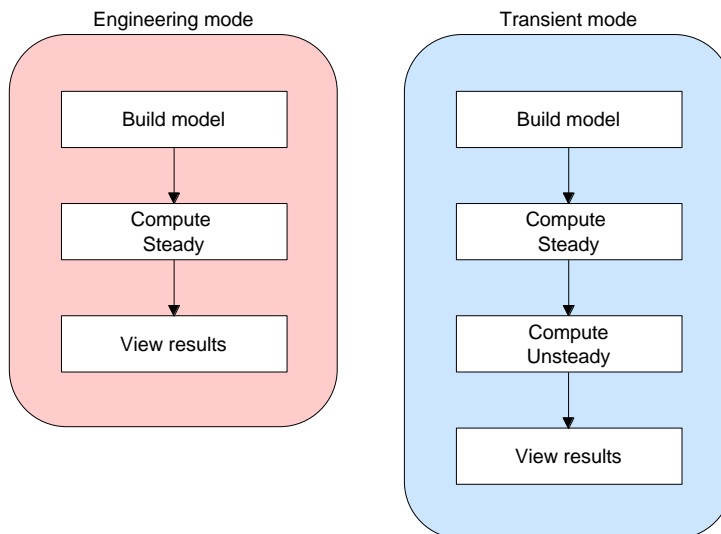 Engineering mode
Build model
Compute
Steady
View results
Transient mode
Build model
Compute
Steady
Compute
Unsteady
View results